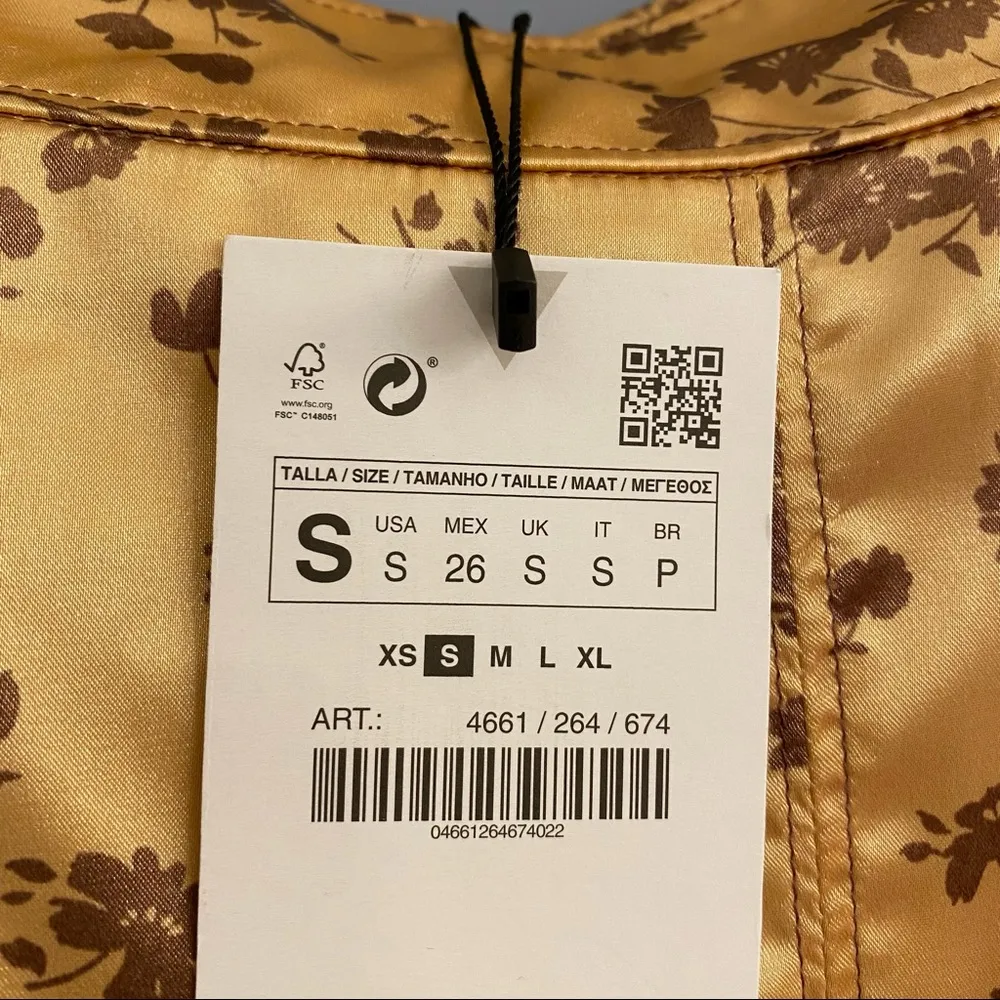 FSC®
www.fsc.org
FSC™ C148051
®
TALLA / SIZE / TAMANHO / TAILLE / MAAT / ΜΕΓΕΘΟΣ
S
USA MEX UK IT BR
S 26 S S P
XS S M L XL
ART.: 4661 / 264 / 674
04661264674022